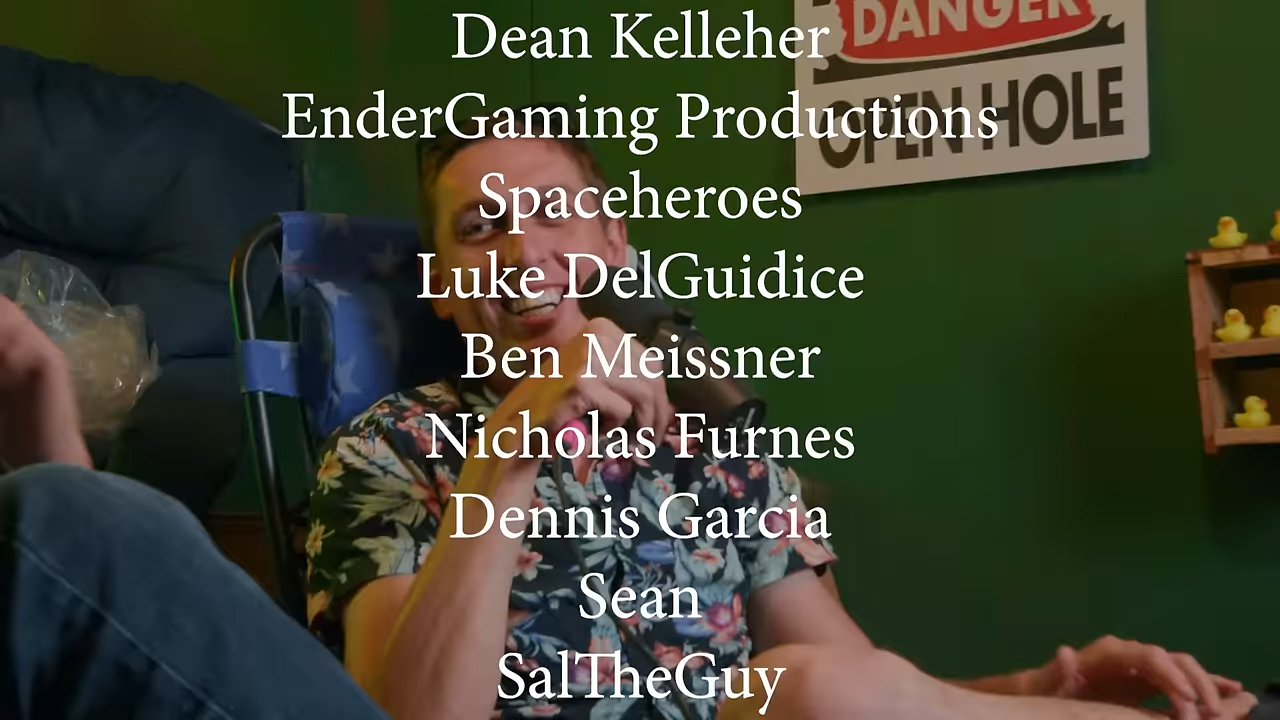 DANGER
OPEN HOLE
Dean Kelleher
EnderGaming Productions
Spaceheroes
Luke DelGuidice
Ben Meissner
Nicholas Furnes
Dennis Garcia
Sean
SalTheGuy